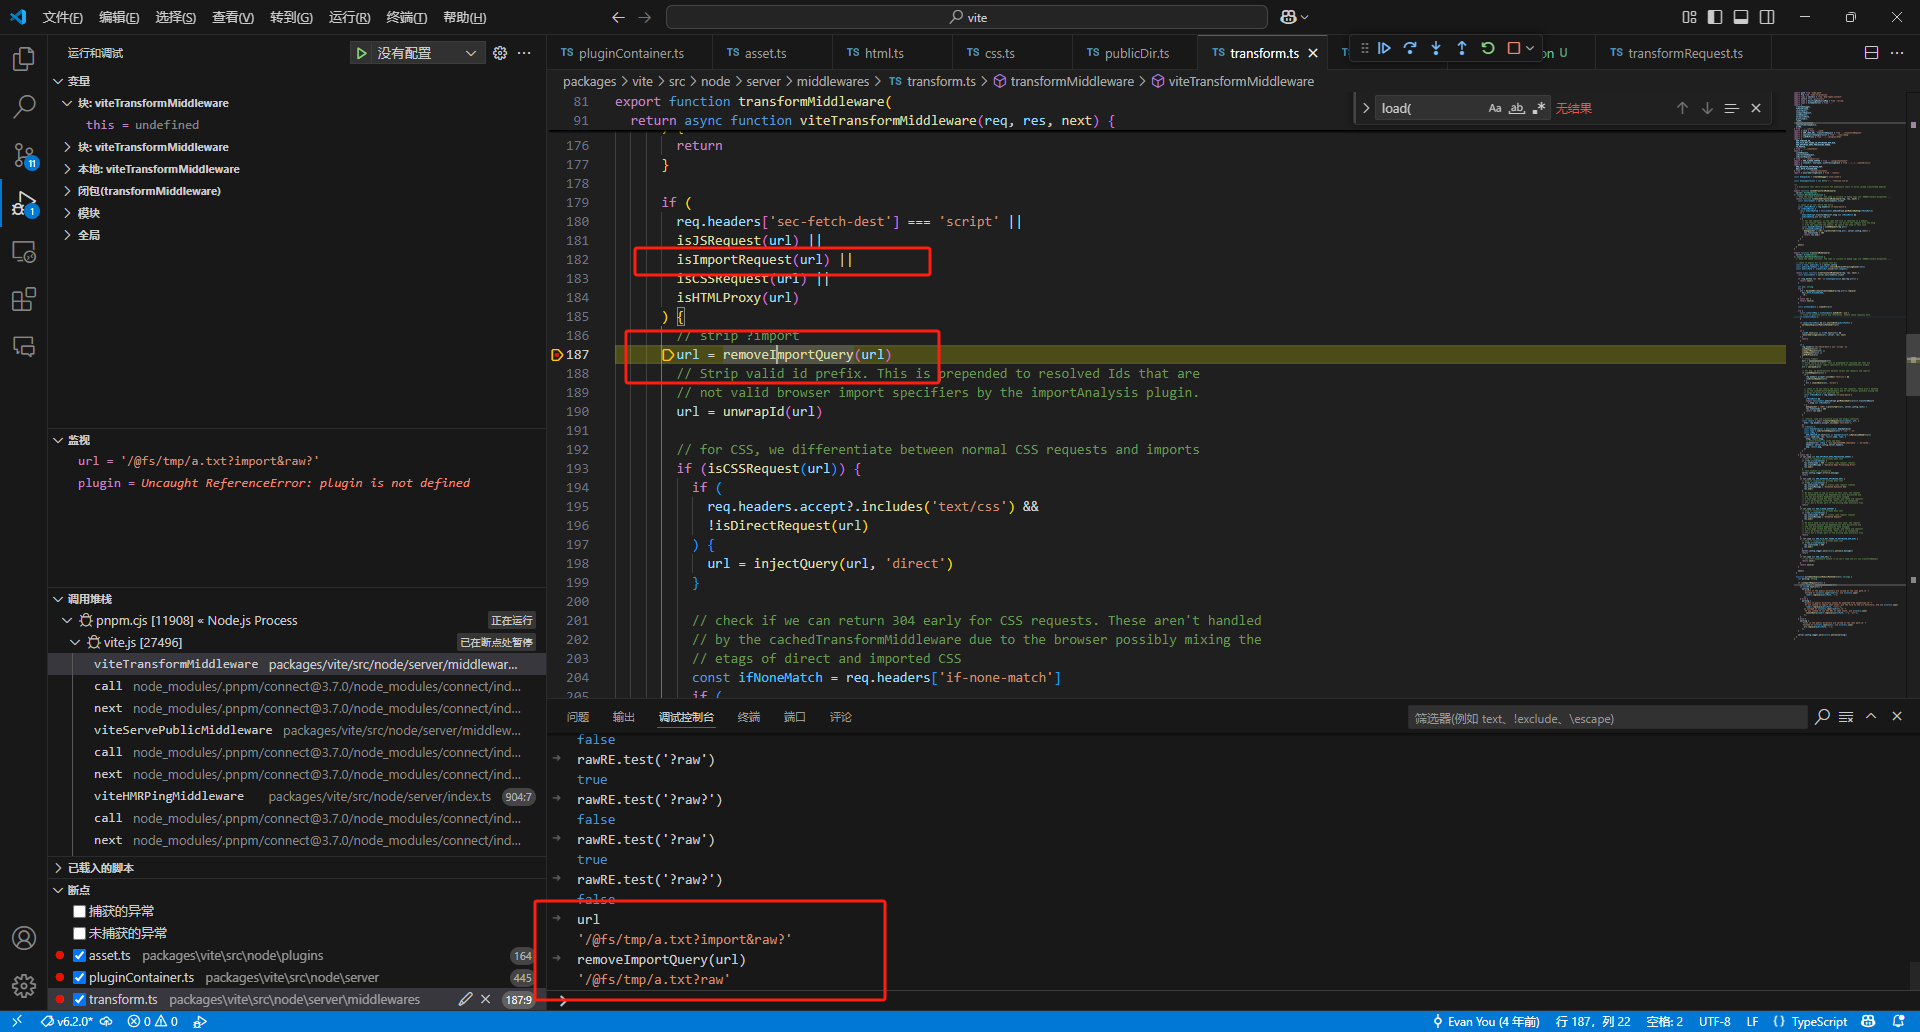 文件(F) 编辑(E) 选择(S) 查看(V) 转到(G) 运行(R) 终端(T) 帮助(H)
vite
运行和调试 没有配置
变量
块: viteTransformMiddleware
this = undefined
块: viteTransformMiddleware
本地: viteTransformMiddleware
闭包(transformMiddleware)
模块
全局
监视
url = '/@fs/tmp/a.txt?import&raw?'
plugin = Uncaught ReferenceError: plugin is not defined
调用堆栈
pnpm.cjs [11908] « Node.js Process 正在运行
vite.js [27496] 已在断点处暂停
viteTransformMiddleware packages/vite/src/node/server/middlewar...
call node_modules/.pnpm/connect@3.7.0/node_modules/connect/ind...
next node_modules/.pnpm/connect@3.7.0/node_modules/connect/ind...
viteServePublicMiddleware packages/vite/src/node/server/middlew...
call node_modules/.pnpm/connect@3.7.0/node_modules/connect/ind...
next node_modules/.pnpm/connect@3.7.0/node_modules/connect/ind...
viteHMRPingMiddleware packages/vite/src/node/server/index.ts 904:7
call node_modules/.pnpm/connect@3.7.0/node_modules/connect/ind...
next node_modules/.pnpm/connect@3.7.0/node_modules/connect/ind...
已载入的脚本
断点
捕获的异常
未捕获的异常
asset.ts packages\vite\src\node\plugins 164
pluginContainer.ts packages\vite\src\node\server 445
transform.ts packages\vite\src\node\server\middlewares 187:9
11
1
TS pluginContainer.ts TS asset.ts TS html.ts TS css.ts TS publicDir.ts TS transform.ts on U TS transformRequest.ts
packages > vite > src > node > server > middlewares > TS transform.ts > transformMiddleware > viteTransformMiddleware
load( Aa ab 无结果
81 export function transformMiddleware(
91 return async function viteTransformMiddleware(req, res, next) {
176 return
177 }
178
179 if (
180 req.headers['sec-fetch-dest'] === 'script' ||
181 isJSRequest(url) ||
182 isImportRequest(url) ||
183 isCSSRequest(url) ||
184 isHTMLProxy(url)
185 ) {
186 // strip ?import
187 url = removeImportQuery(url)
188 // Strip valid id prefix. This is prepended to resolved Ids that are
189 // not valid browser import specifiers by the importAnalysis plugin.
190 url = unwrapId(url)
191
192 // for CSS, we differentiate between normal CSS requests and imports
193 if (isCSSRequest(url)) {
194 if (
195 req.headers.accept?.includes('text/css') &&
196 !isDirectRequest(url)
197 ) {
198 url = injectQuery(url, 'direct')
199 }
200
201 // check if we can return 304 early for CSS requests. These aren't handled
202 // by the cachedTransformMiddleware due to the browser possibly mixing the
203 // etags of direct and imported CSS
204 const ifNoneMatch = req.headers['if-none-match']
205 if (
问题 输出 调试控制台 终端 端口 评论 筛选器(例如 text、!exclude、\escape)
false
rawRE.test('?raw')
true
rawRE.test('?raw?')
false
rawRE.test('?raw')
true
rawRE.test('?raw?')
false
url
'/@fs/tmp/a.txt?import&raw?'
removeImportQuery(url)
'/@fs/tmp/a.txt?raw'
v6.2.0* 0 0 Evan You (4 年前) 行 187，列 22 空格: 2 UTF-8 LF {} TypeScript